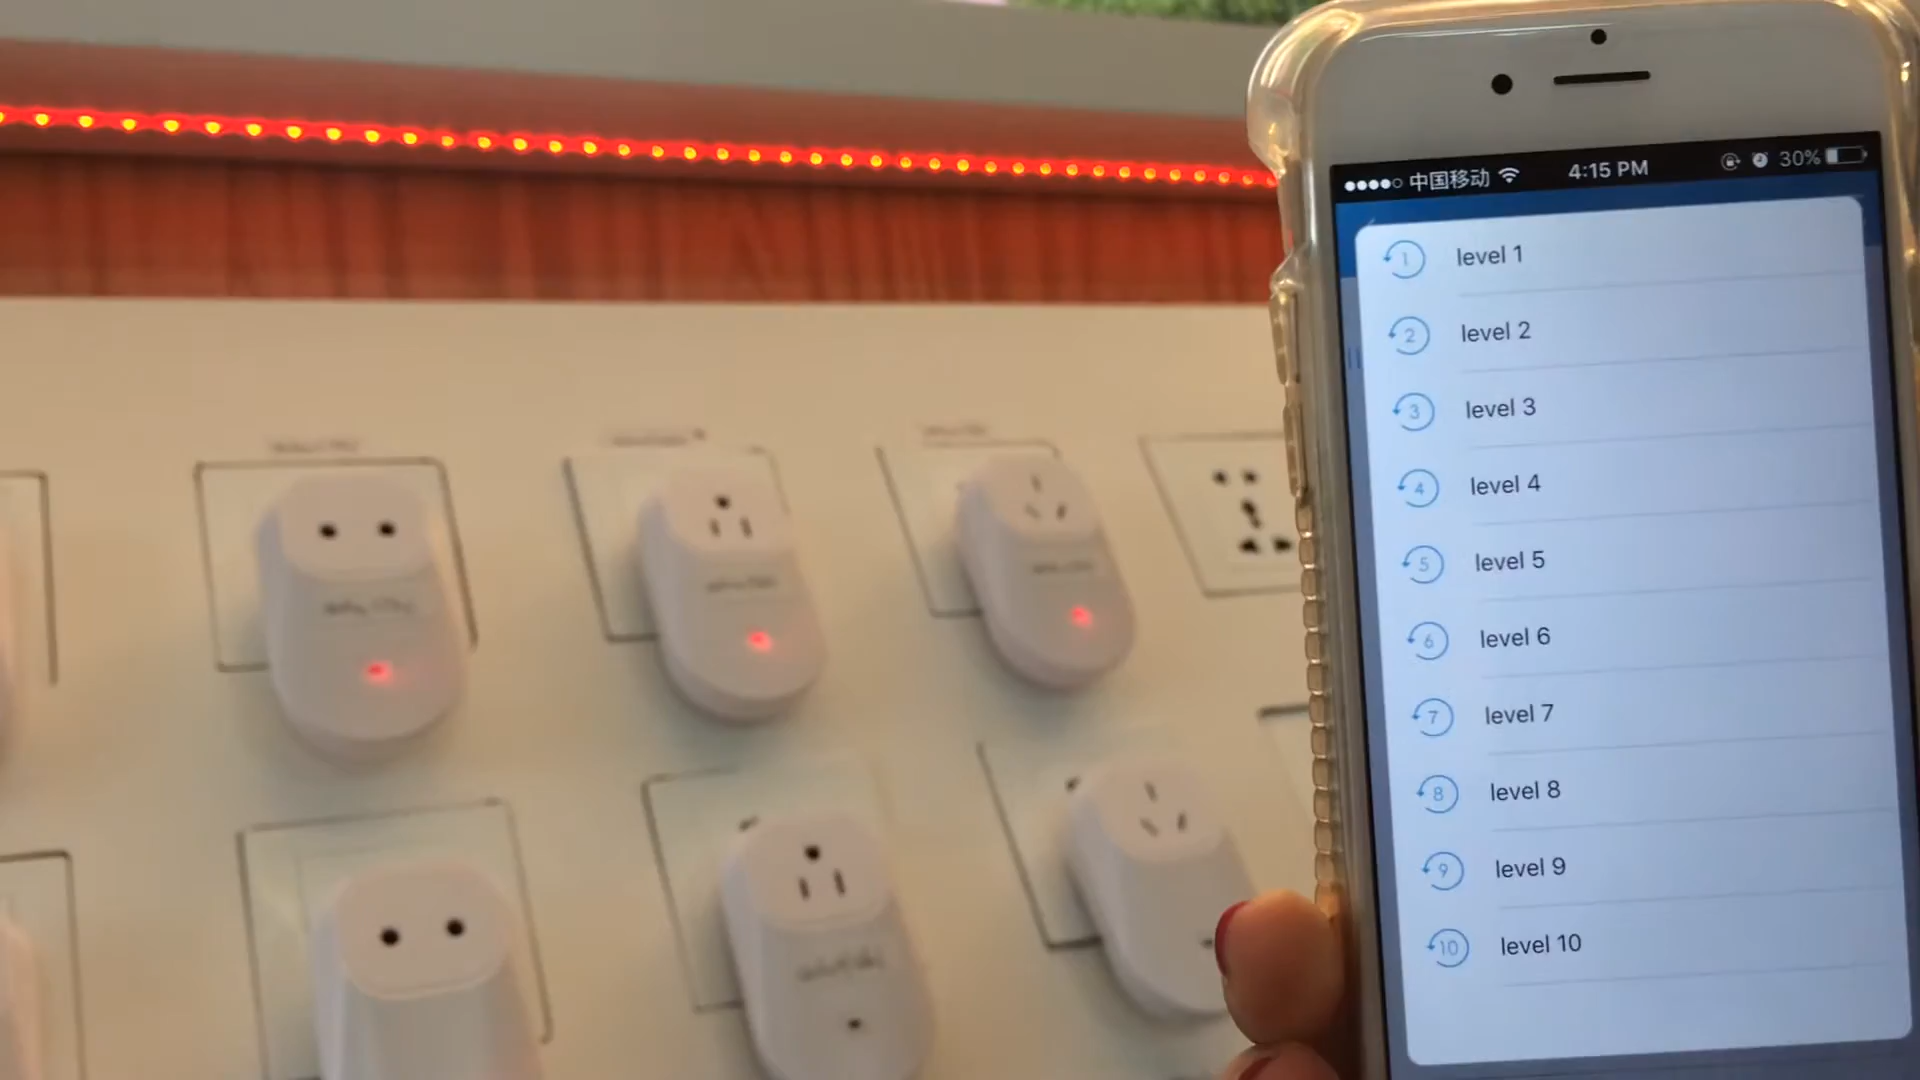 中国移动 4:15 PM 30%
1 level 1
2 level 2
3 level 3
4 level 4
5 level 5
6 level 6
7 level 7
8 level 8
9 level 9
10 level 10